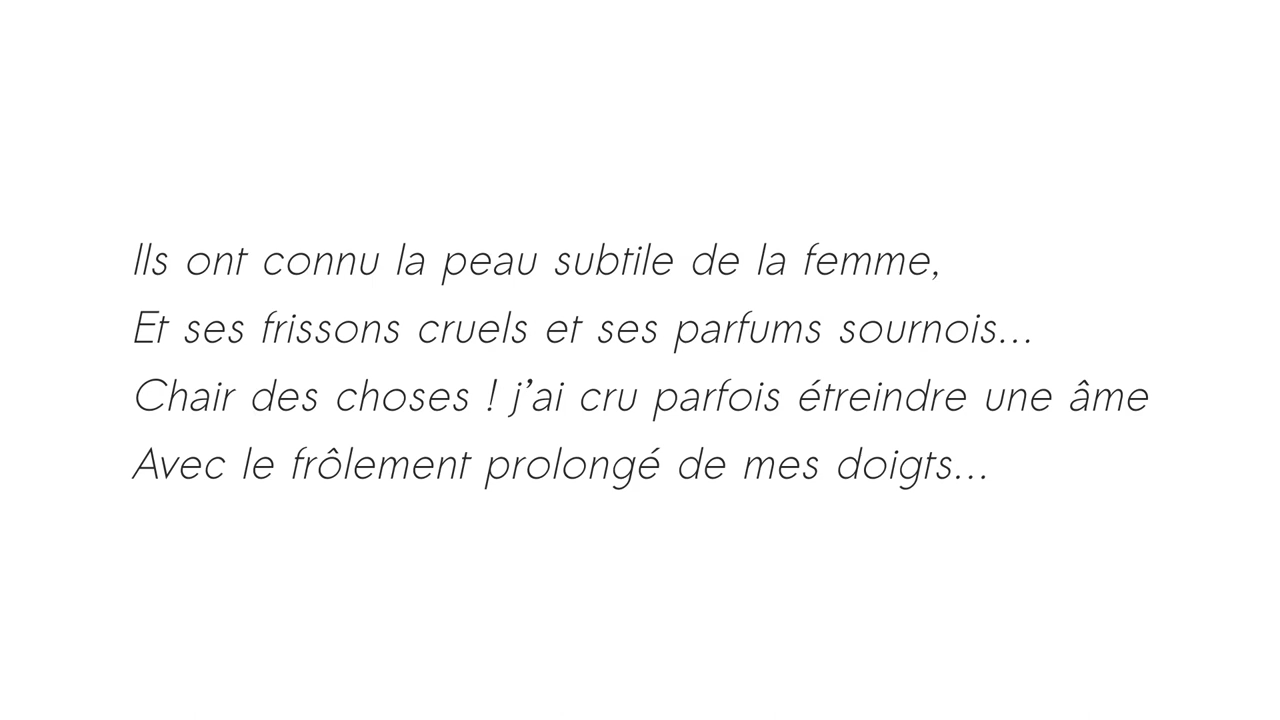 Ils ont connu la peau subtile de la femme,
Et ses frissons cruels et ses parfums sournois...
Chair des choses ! j’ai cru parfois étreindre une âme
Avec le frôlement prolongé de mes doigts...